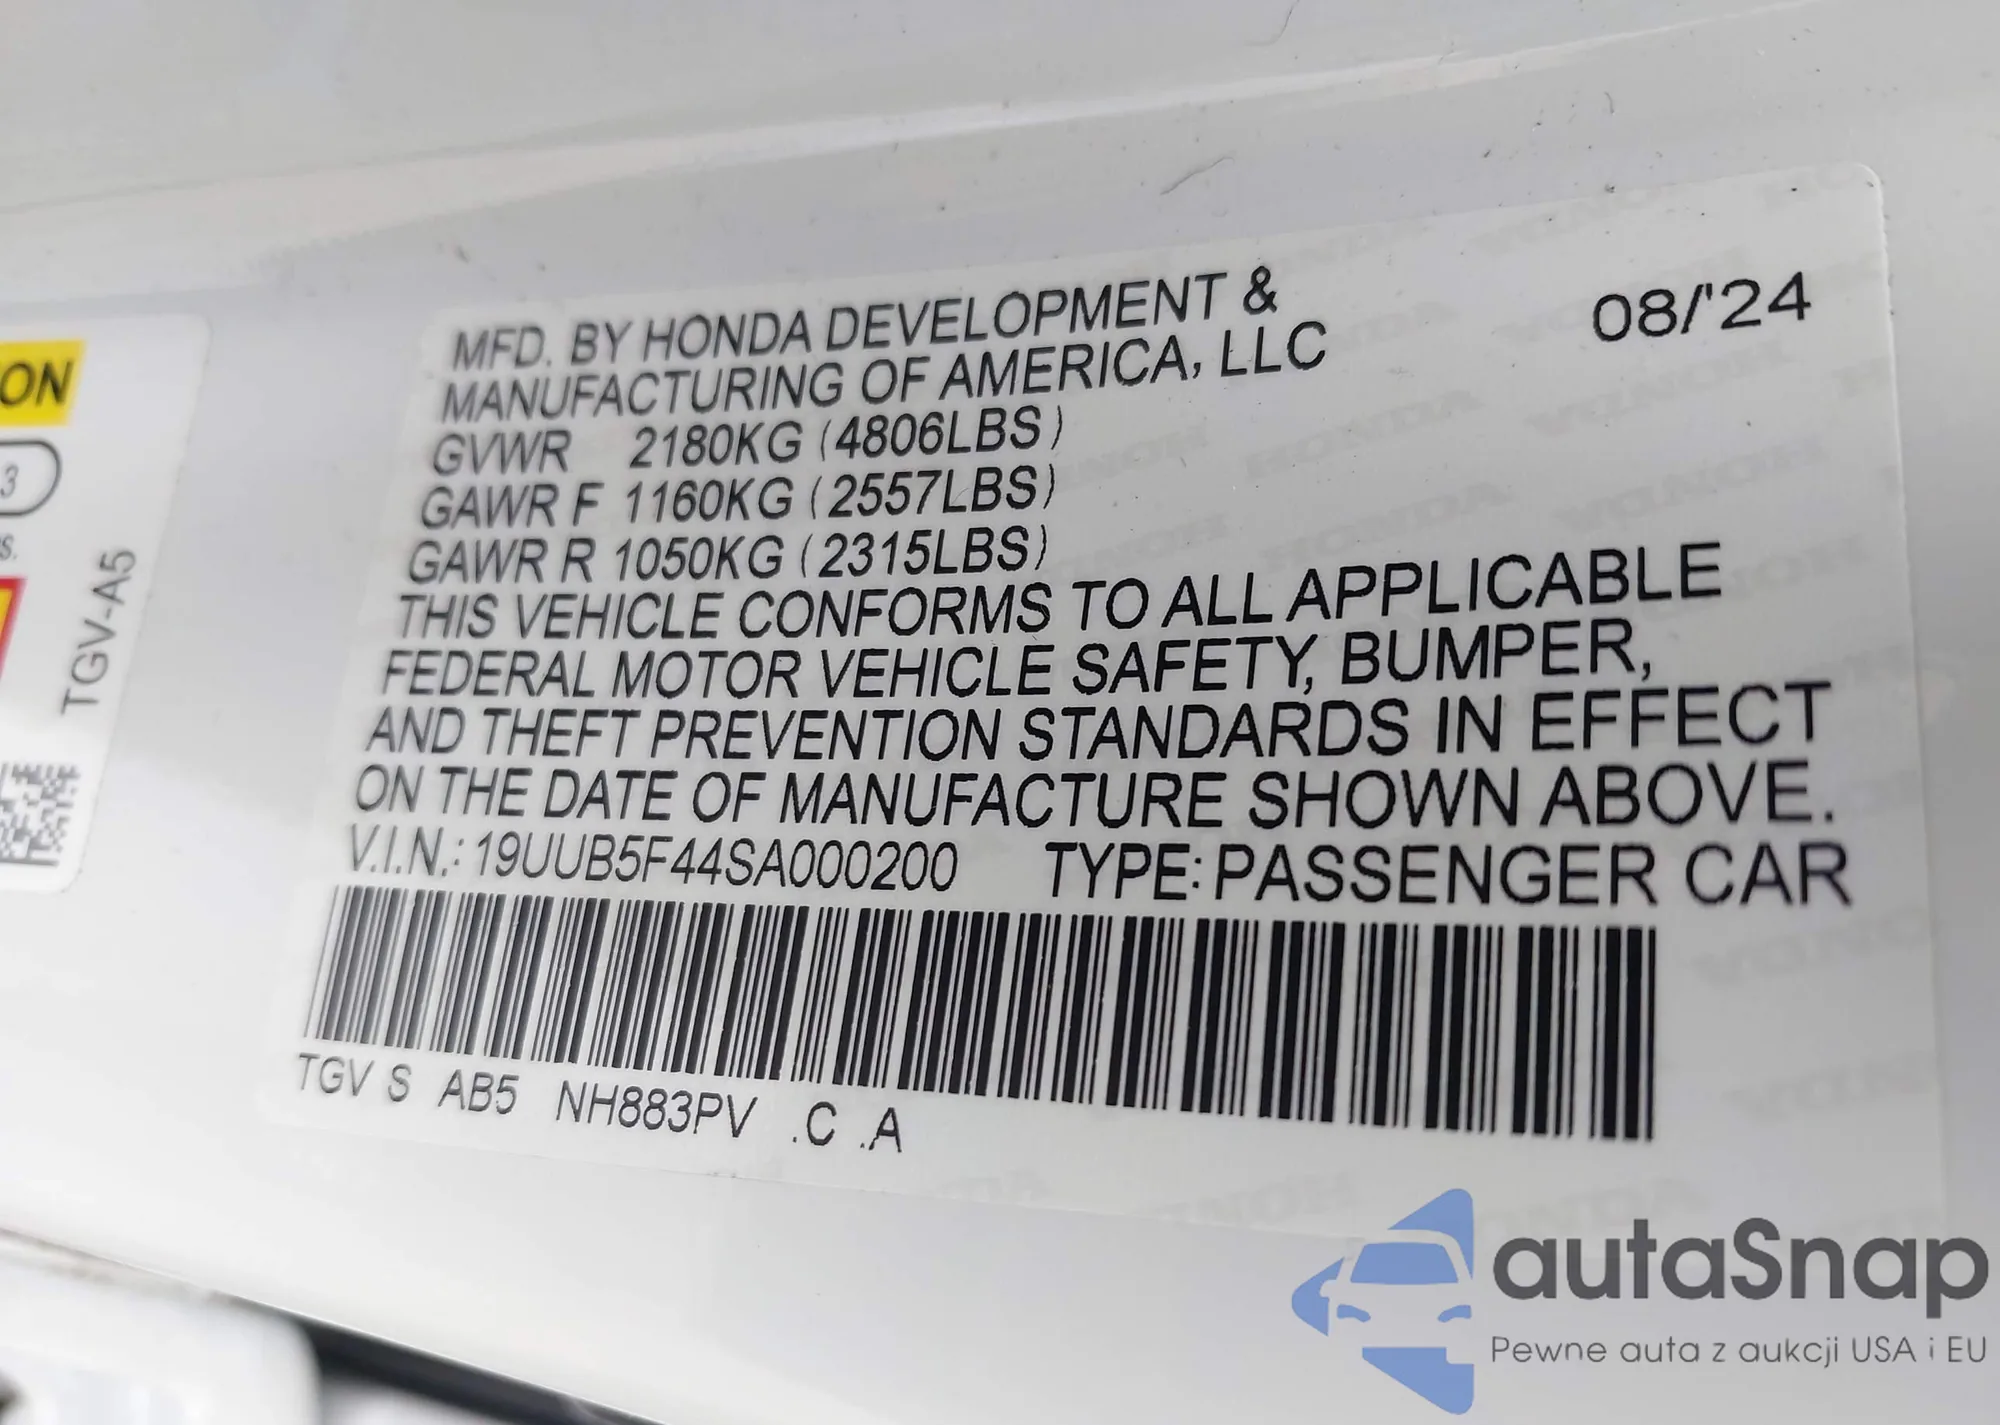 ON
3
S.
TGV-A5
08/'24
MFD. BY HONDA DEVELOPMENT &
MANUFACTURING OF AMERICA, LLC
GVWR 2180KG (4806LBS)
GAWR F 1160KG (2557LBS)
GAWR R 1050KG (2315LBS)
THIS VEHICLE CONFORMS TO ALL APPLICABLE
FEDERAL MOTOR VEHICLE SAFETY, BUMPER,
AND THEFT PREVENTION STANDARDS IN EFFECT
ON THE DATE OF MANUFACTURE SHOWN ABOVE.
V.I.N.: 19UUB5F44SA000200 TYPE: PASSENGER CAR
TGV S AB5 NH883PV .C .A
autaSnap
Pewne auta z aukcji USA i EU